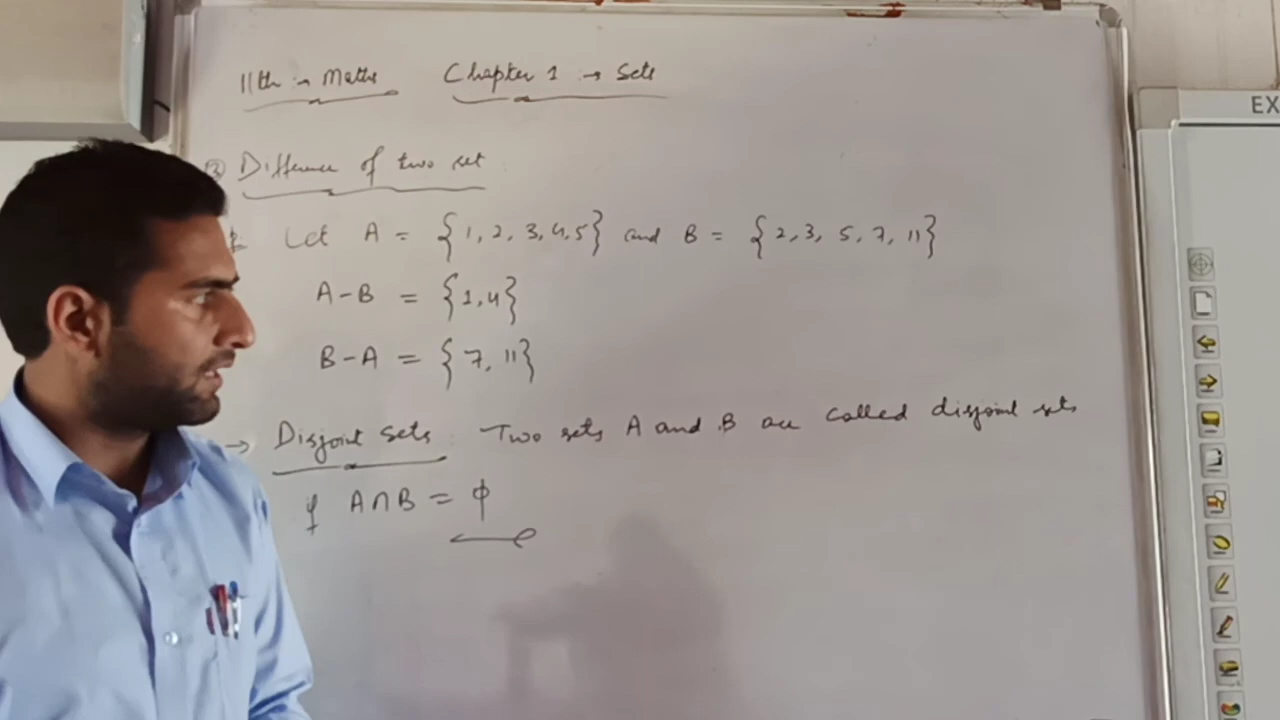 11th → Maths Chapter 1 → Sets
③ Difference of two set
Let A = {1, 2, 3, 4, 5} and B = {2, 3, 5, 7, 11}
A-B = {1, 4}
B-A = {7, 11}
→ Disjoint sets : Two sets A and B are called disjoint sets
if A∩B = ϕ
EX